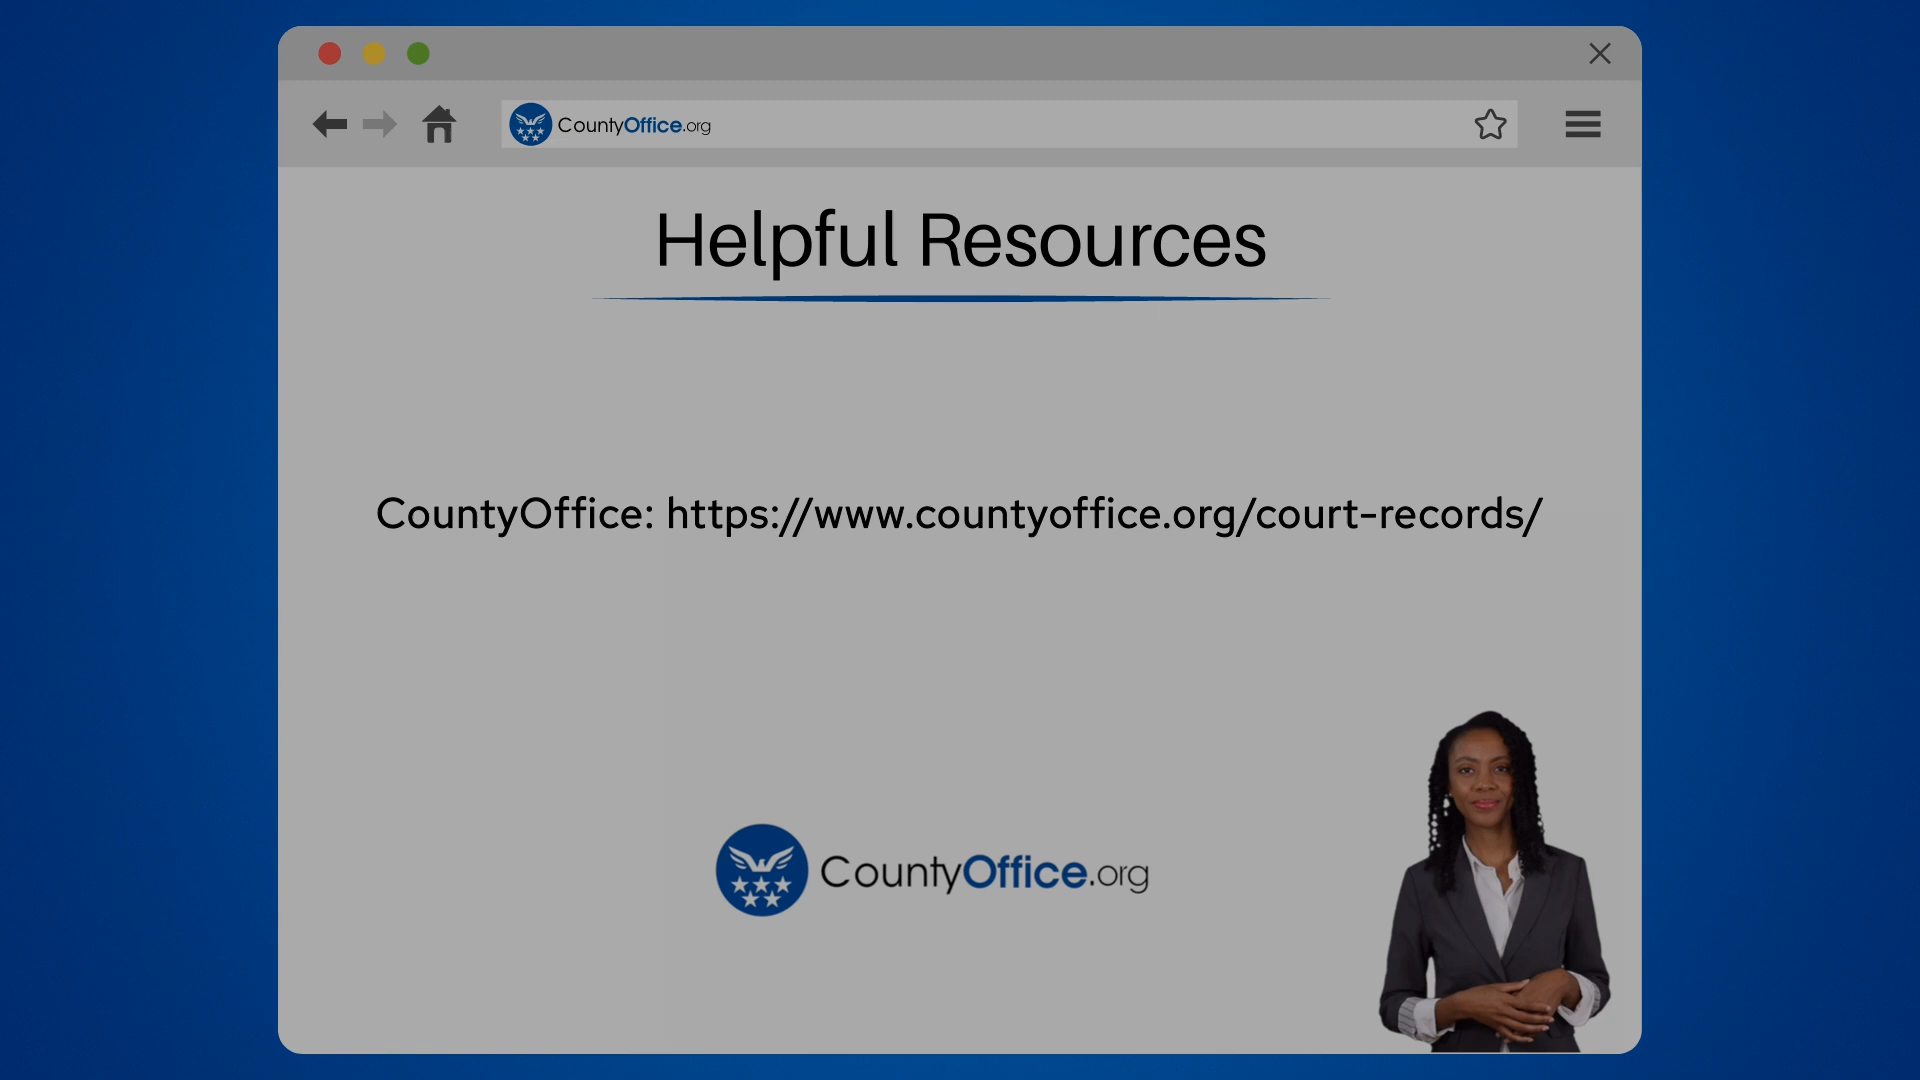 CountyOffice.org
Helpful Resources
CountyOffice: https://www.countyoffice.org/court-records/
CountyOffice.org